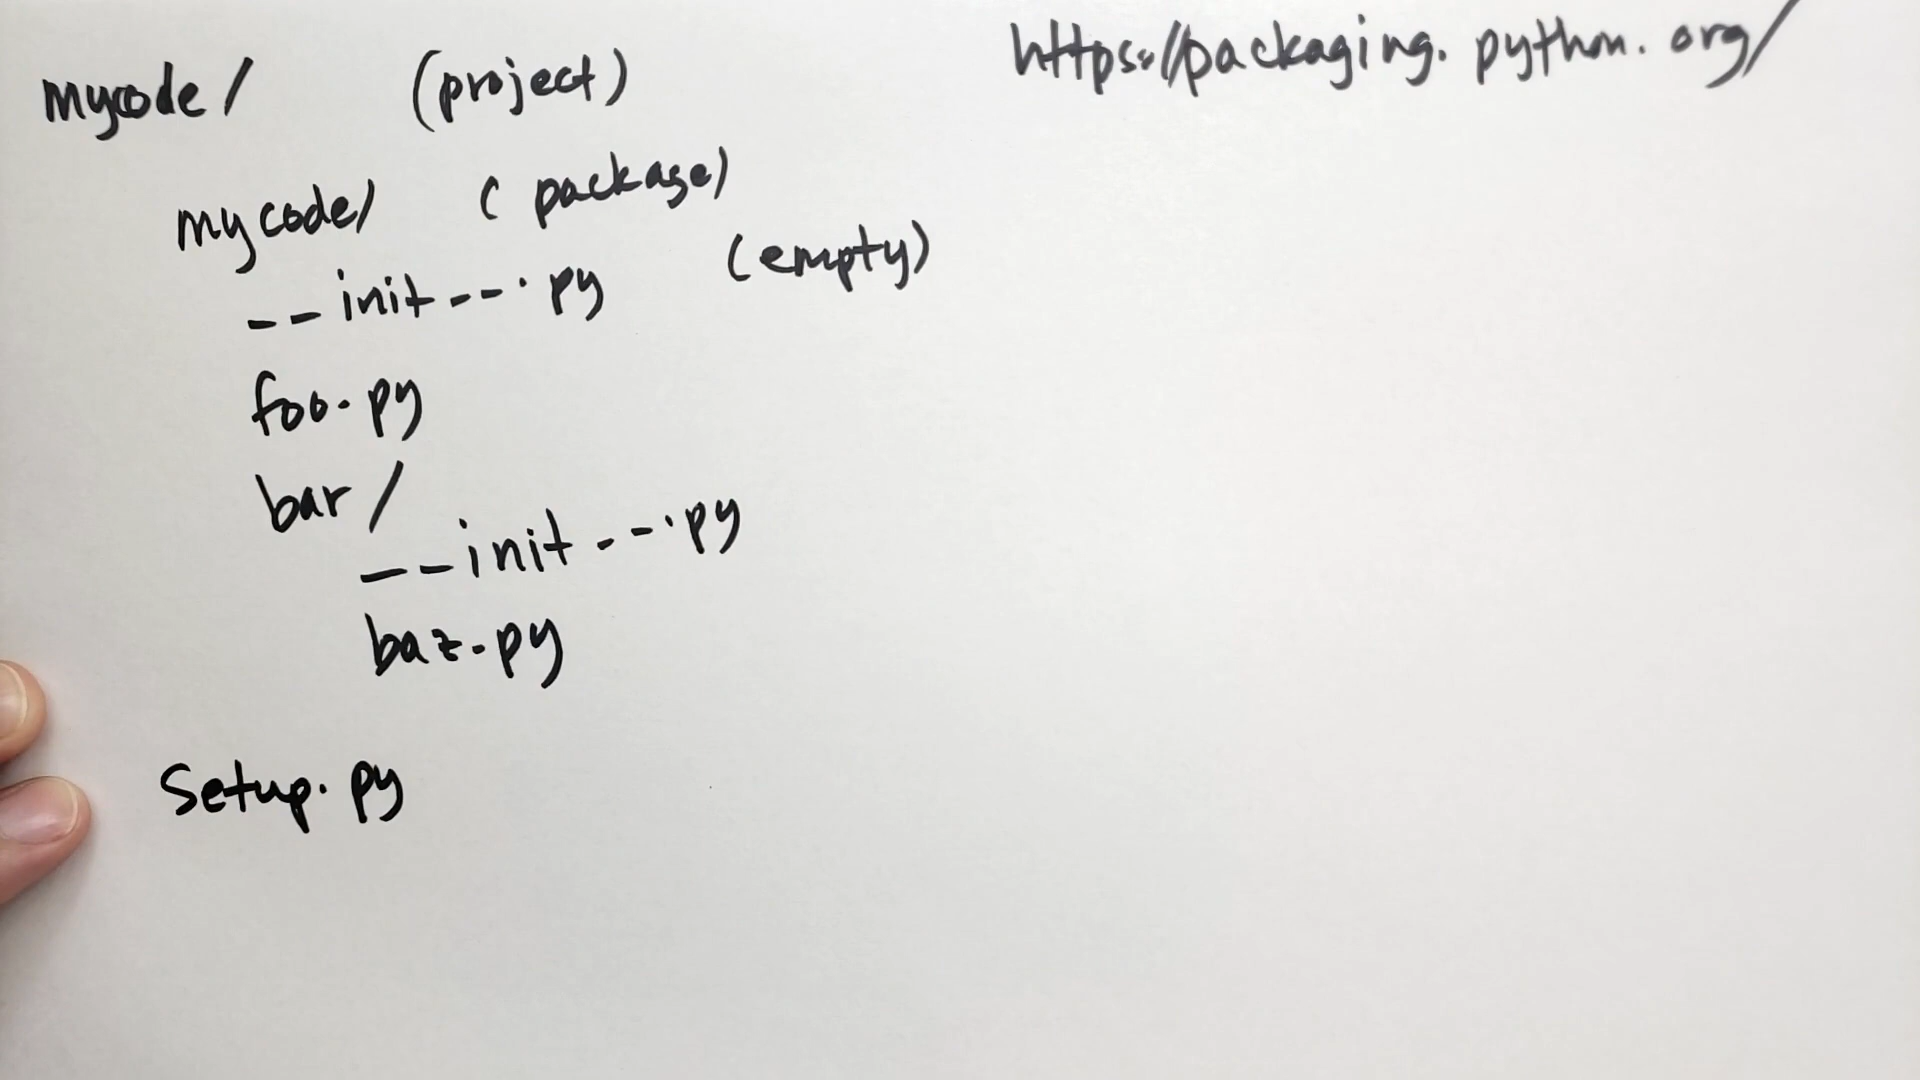 mycode/ (project)
https://packaging.python.org/
mycode/ (package)
__init__.py (empty)
foo.py
bar/
__init__.py
baz.py
setup.py